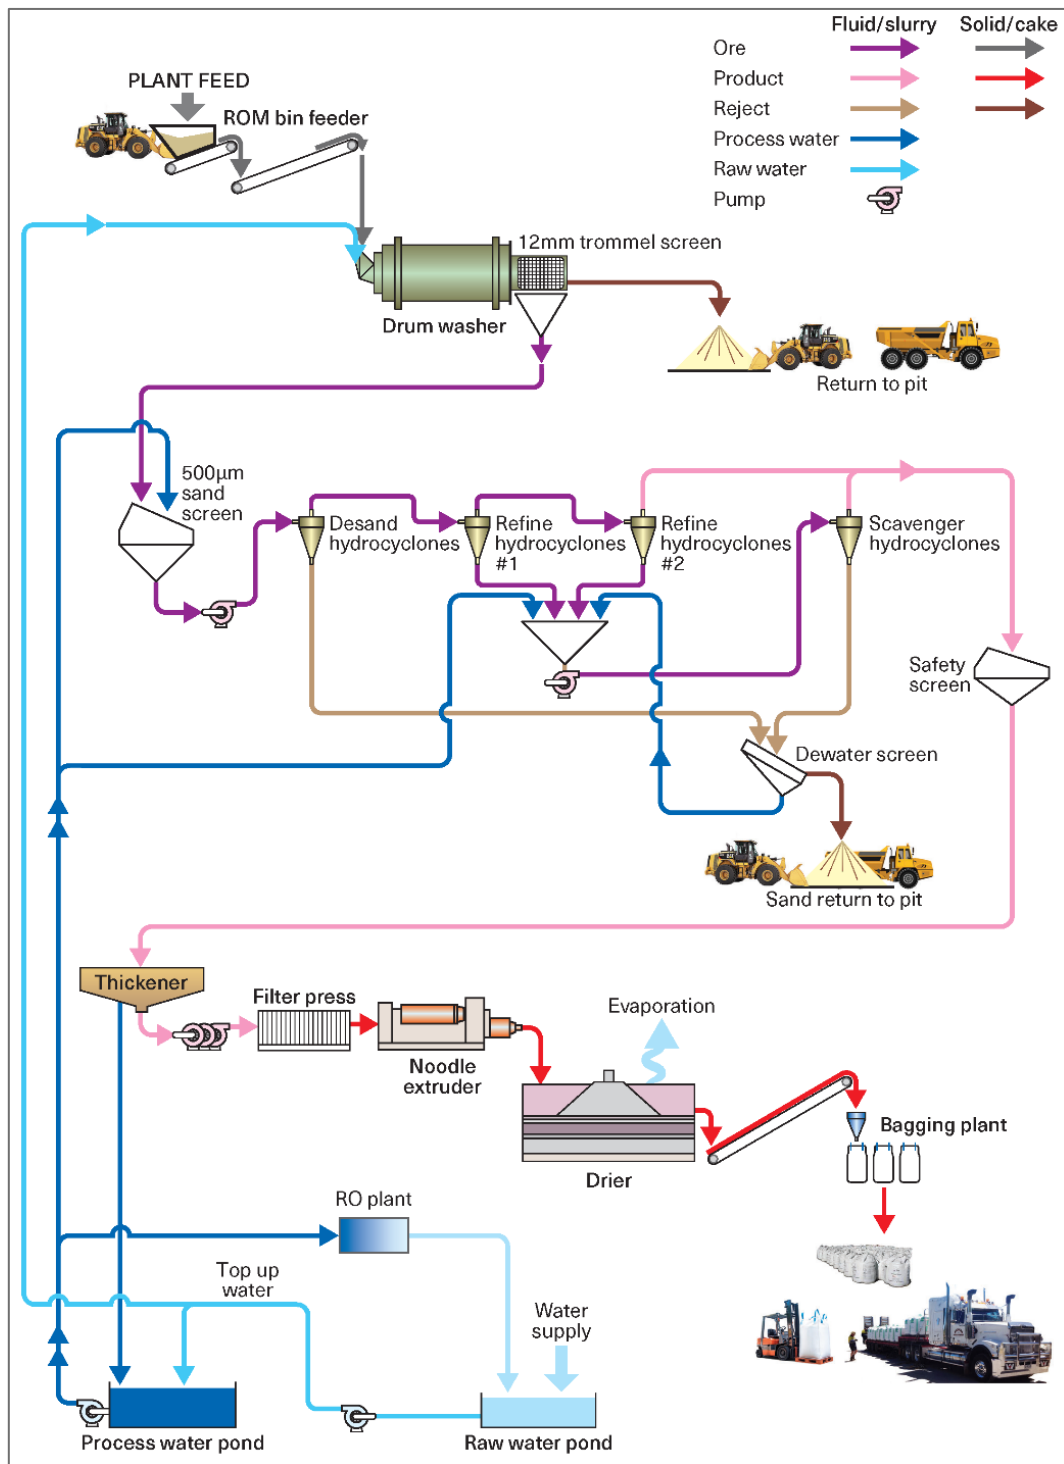 Fluid/slurry
Solid/cake
Ore
Product
Reject
Process water
Raw water
Pump
PLANT FEED
ROM bin feeder
12mm trommel screen
Drum washer
Return to pit
500µm
sand
screen
Desand
hydrocyclones
Refine
hydrocyclones
#1
Refine
hydrocyclones
#2
Scavenger
hydrocyclones
Safety
screen
Dewater screen
Sand return to pit
Thickener
Filter press
Noodle
extruder
Evaporation
Drier
Bagging plant
RO plant
Top up
water
Water
supply
Process water pond
Raw water pond